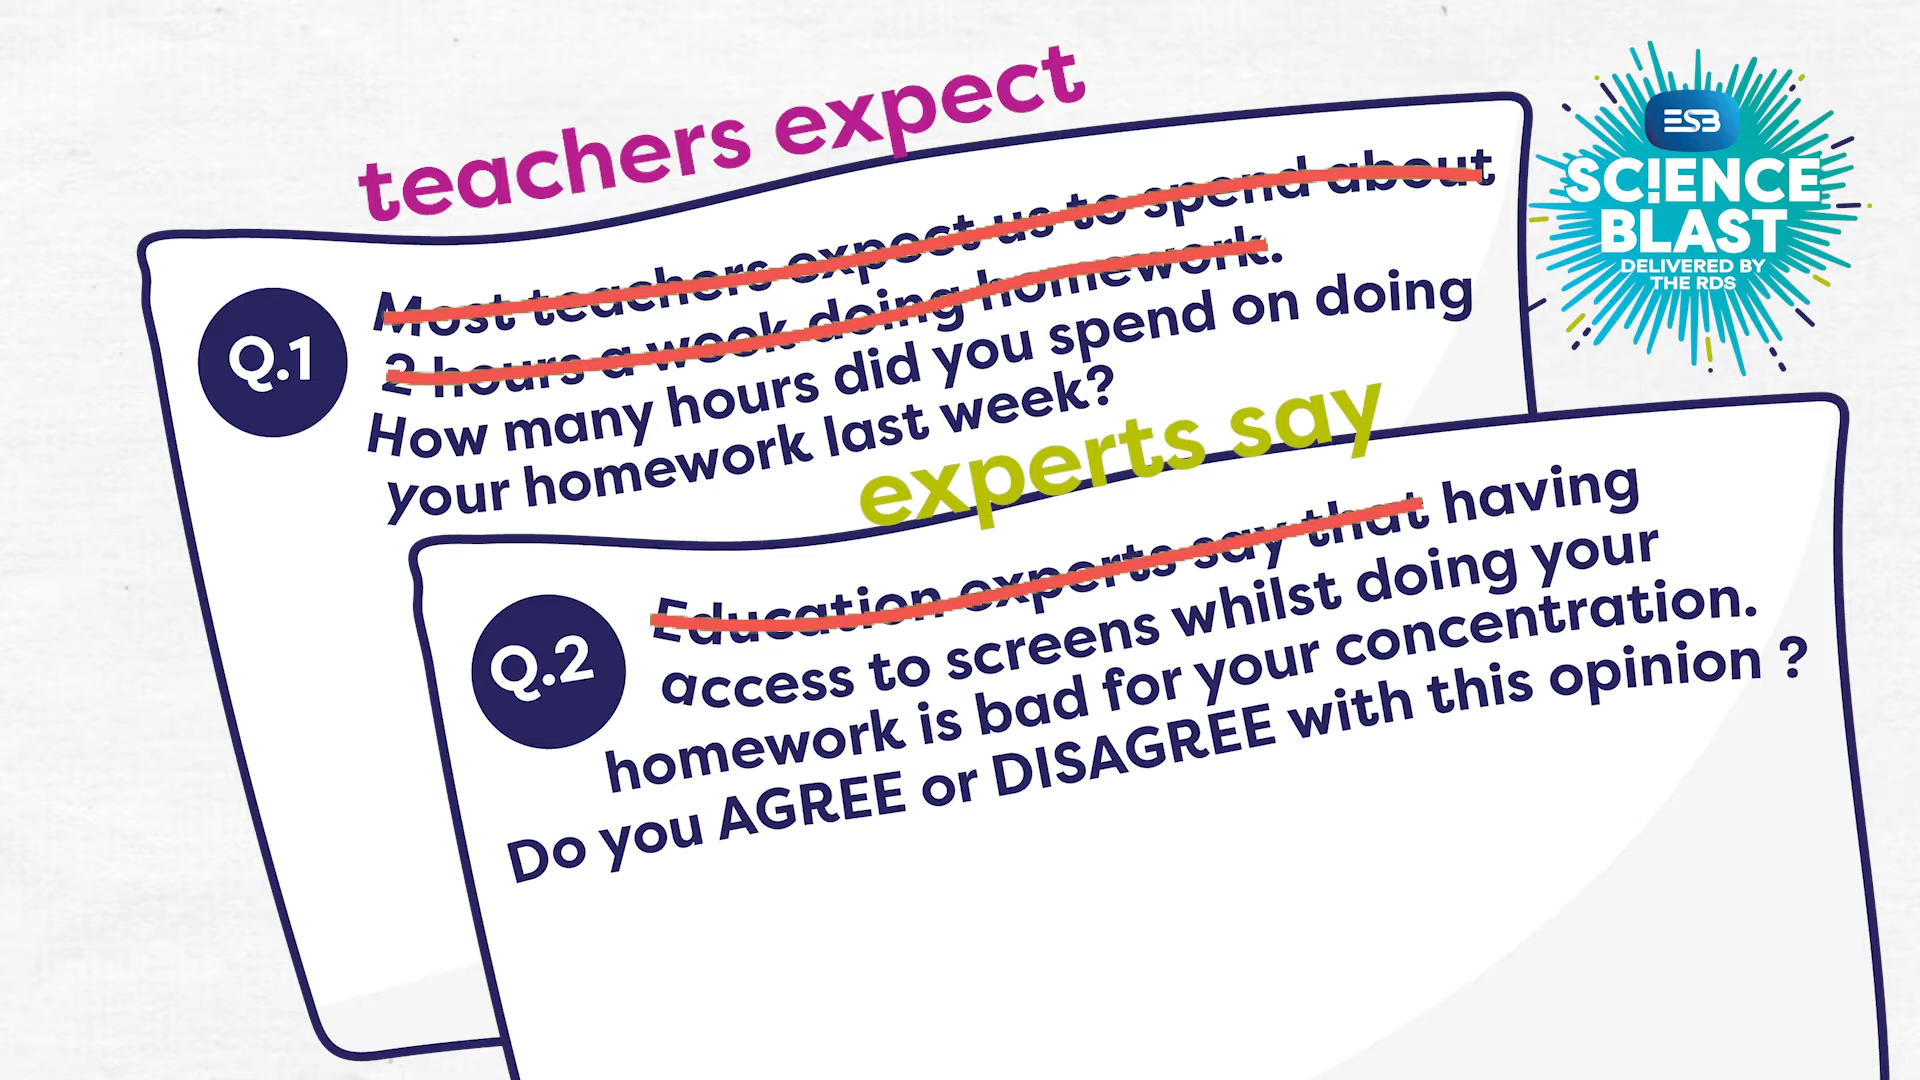 teachers expect
Most teachers expect us to spend about
2 hours a week doing homework.
Q.1
How many hours did you spend on doing
your homework last week?
experts say
Education experts say that having
Q.2
access to screens whilst doing your
homework is bad for your concentration.
Do you AGREE or DISAGREE with this opinion ?
ESB
SC!ENCE
BLAST
DELIVERED BY
THE RDS